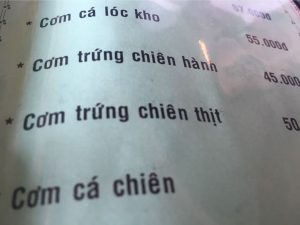 * Cơm cá lóc kho
55.000đ
* Cơm trứng chiên hành 45.000
* Cơm trứng chiên thịt 50
Cơm cá chiên